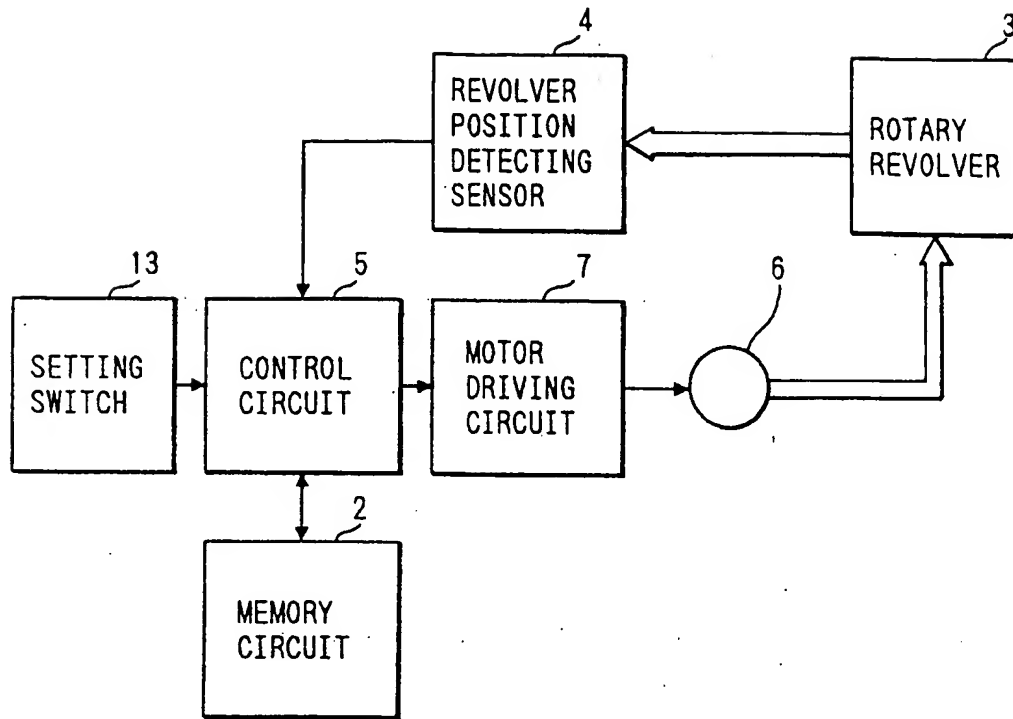 4
REVOLVER
POSITION
DETECTING
SENSOR
3
ROTARY
REVOLVER
13
SETTING
SWITCH
5
CONTROL
CIRCUIT
7
MOTOR
DRIVING
CIRCUIT
6
2
MEMORY
CIRCUIT